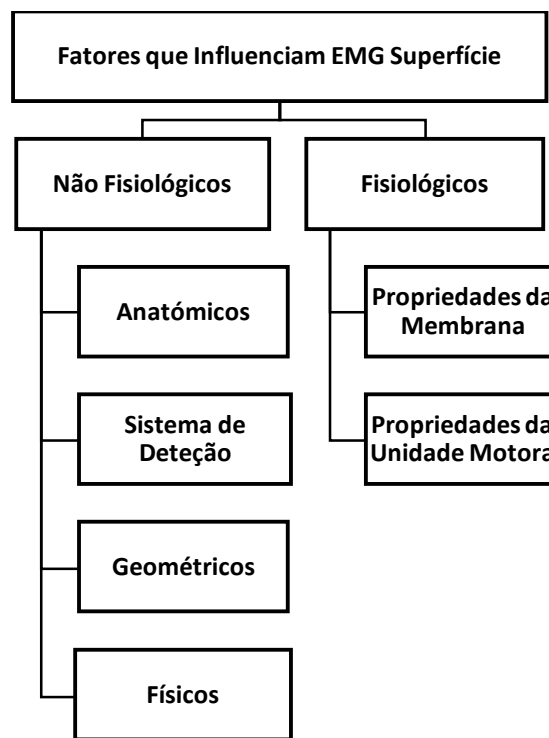 Fatores que Influenciam EMG Superfície
Não Fisiológicos
Fisiológicos
Anatómicos
Propriedades da
Membrana
Sistema de
Deteção
Propriedades da
Unidade Motora
Geométricos
Físicos